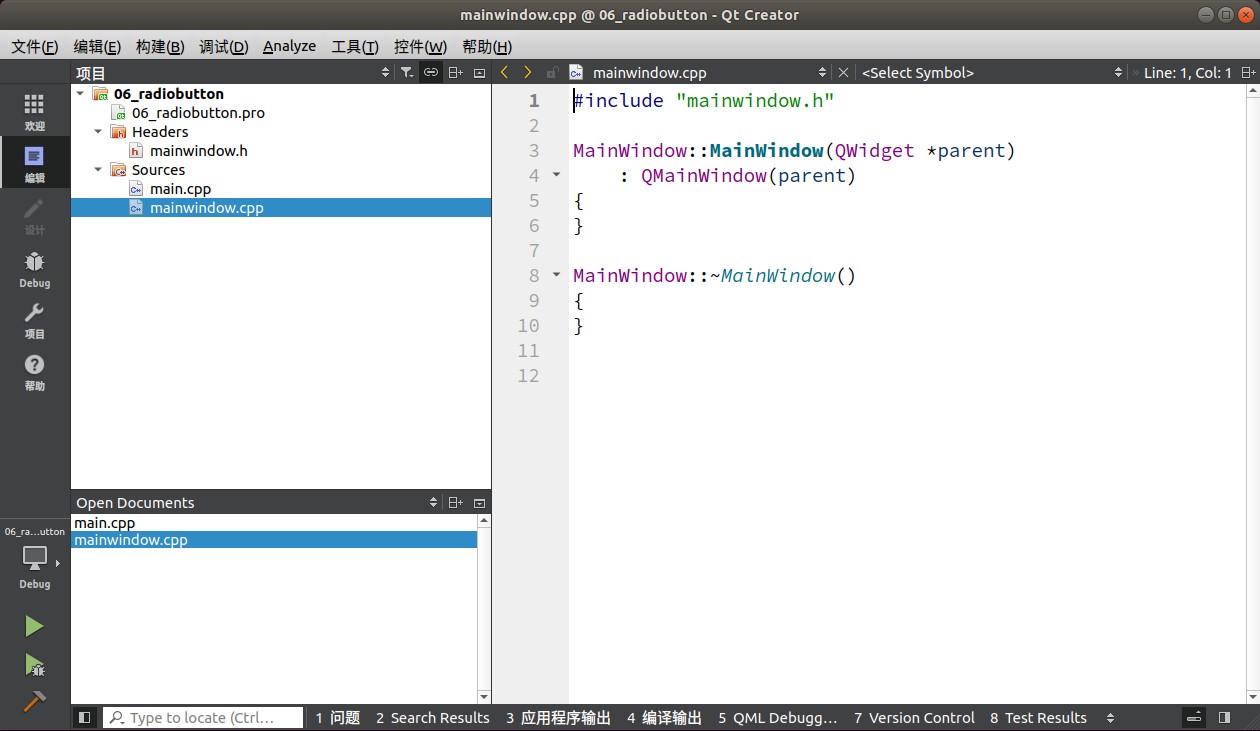 mainwindow.cpp @ 06_radiobutton - Qt Creator
文件(F) 编辑(E) 构建(B) 调试(D) Analyze 工具(T) 控件(W) 帮助(H)
项目
mainwindow.cpp
<Select Symbol>
Line: 1, Col: 1
欢迎
编辑
设计
Debug
项目
帮助
06_ra...utton
Debug
06_radiobutton
06_radiobutton.pro
Headers
mainwindow.h
Sources
main.cpp
mainwindow.cpp
Open Documents
main.cpp
mainwindow.cpp
1 #include "mainwindow.h"
2
3 MainWindow::MainWindow(QWidget *parent)
4     : QMainWindow(parent)
5 {
6 }
7
8 MainWindow::~MainWindow()
9 {
10 }
11
12
Type to locate (Ctrl...
1 问题 2 Search Results 3 应用程序输出 4 编译输出 5 QML Debugg... 7 Version Control 8 Test Results